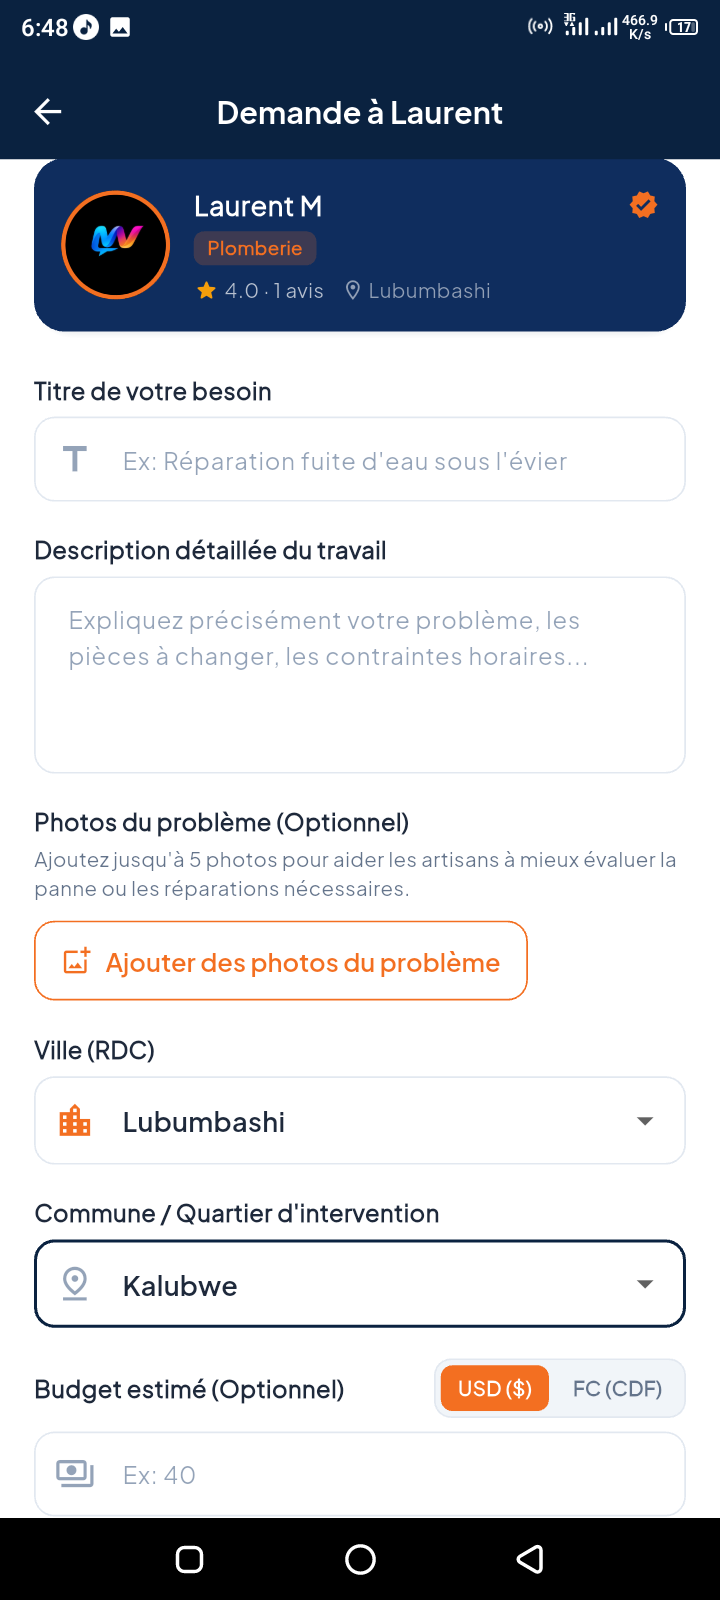 6:48
3G
466.9
K/s
17
Demande à Laurent
Laurent M
Plomberie
4.0 · 1 avis
Lubumbashi
Titre de votre besoin
T
Ex: Réparation fuite d'eau sous l'évier
Description détaillée du travail
Expliquez précisément votre problème, les
pièces à changer, les contraintes horaires...
Photos du problème (Optionnel)
Ajoutez jusqu'à 5 photos pour aider les artisans à mieux évaluer la
panne ou les réparations nécessaires.
Ajouter des photos du problème
Ville (RDC)
Lubumbashi
Commune / Quartier d'intervention
Kalubwe
Budget estimé (Optionnel)
USD ($)
FC (CDF)
Ex: 40